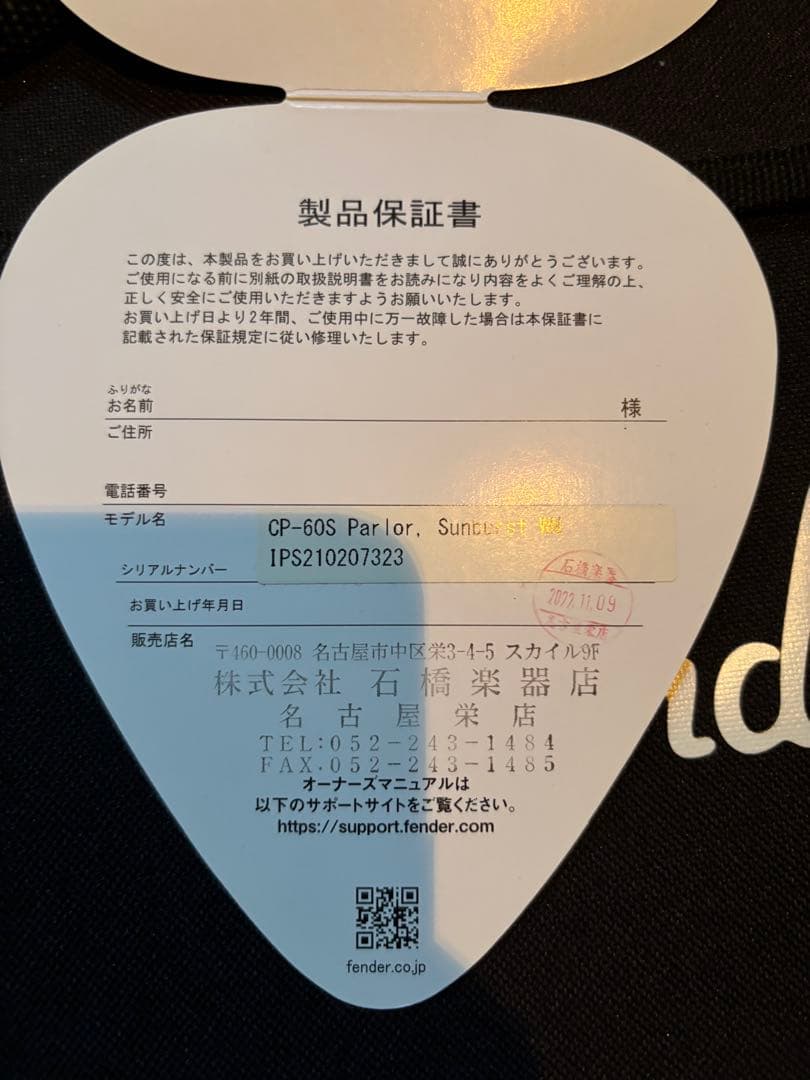 製品保証書
この度は、本製品をお買い上げいただきまして誠にありがとうございます。
ご使用になる前に別紙の取扱説明書をお読みになり内容をよくご理解の上、
正しく安全にご使用いただきますようお願いいたします。
お買い上げ日より2年間、ご使用中に万一故障した場合は本保証書に
記載された保証規定に従い修理いたします。
ふりがな
お名前 様
ご住所
電話番号
モデル名 CP-60S Parlor, Sunburst
シリアルナンバー IPS210207323
石橋楽器
お買い上げ年月日 2022.11.09
販売店名 〒460-0008 名古屋市中区栄3-4-5 スカイル9F
株式会社 石橋楽器店
名古屋栄店
TEL:052-243-1484
FAX.052-243-1485
オーナーズマニュアルは
以下のサポートサイトをご覧ください。
https://support.fender.com
fender.co.jp
nd